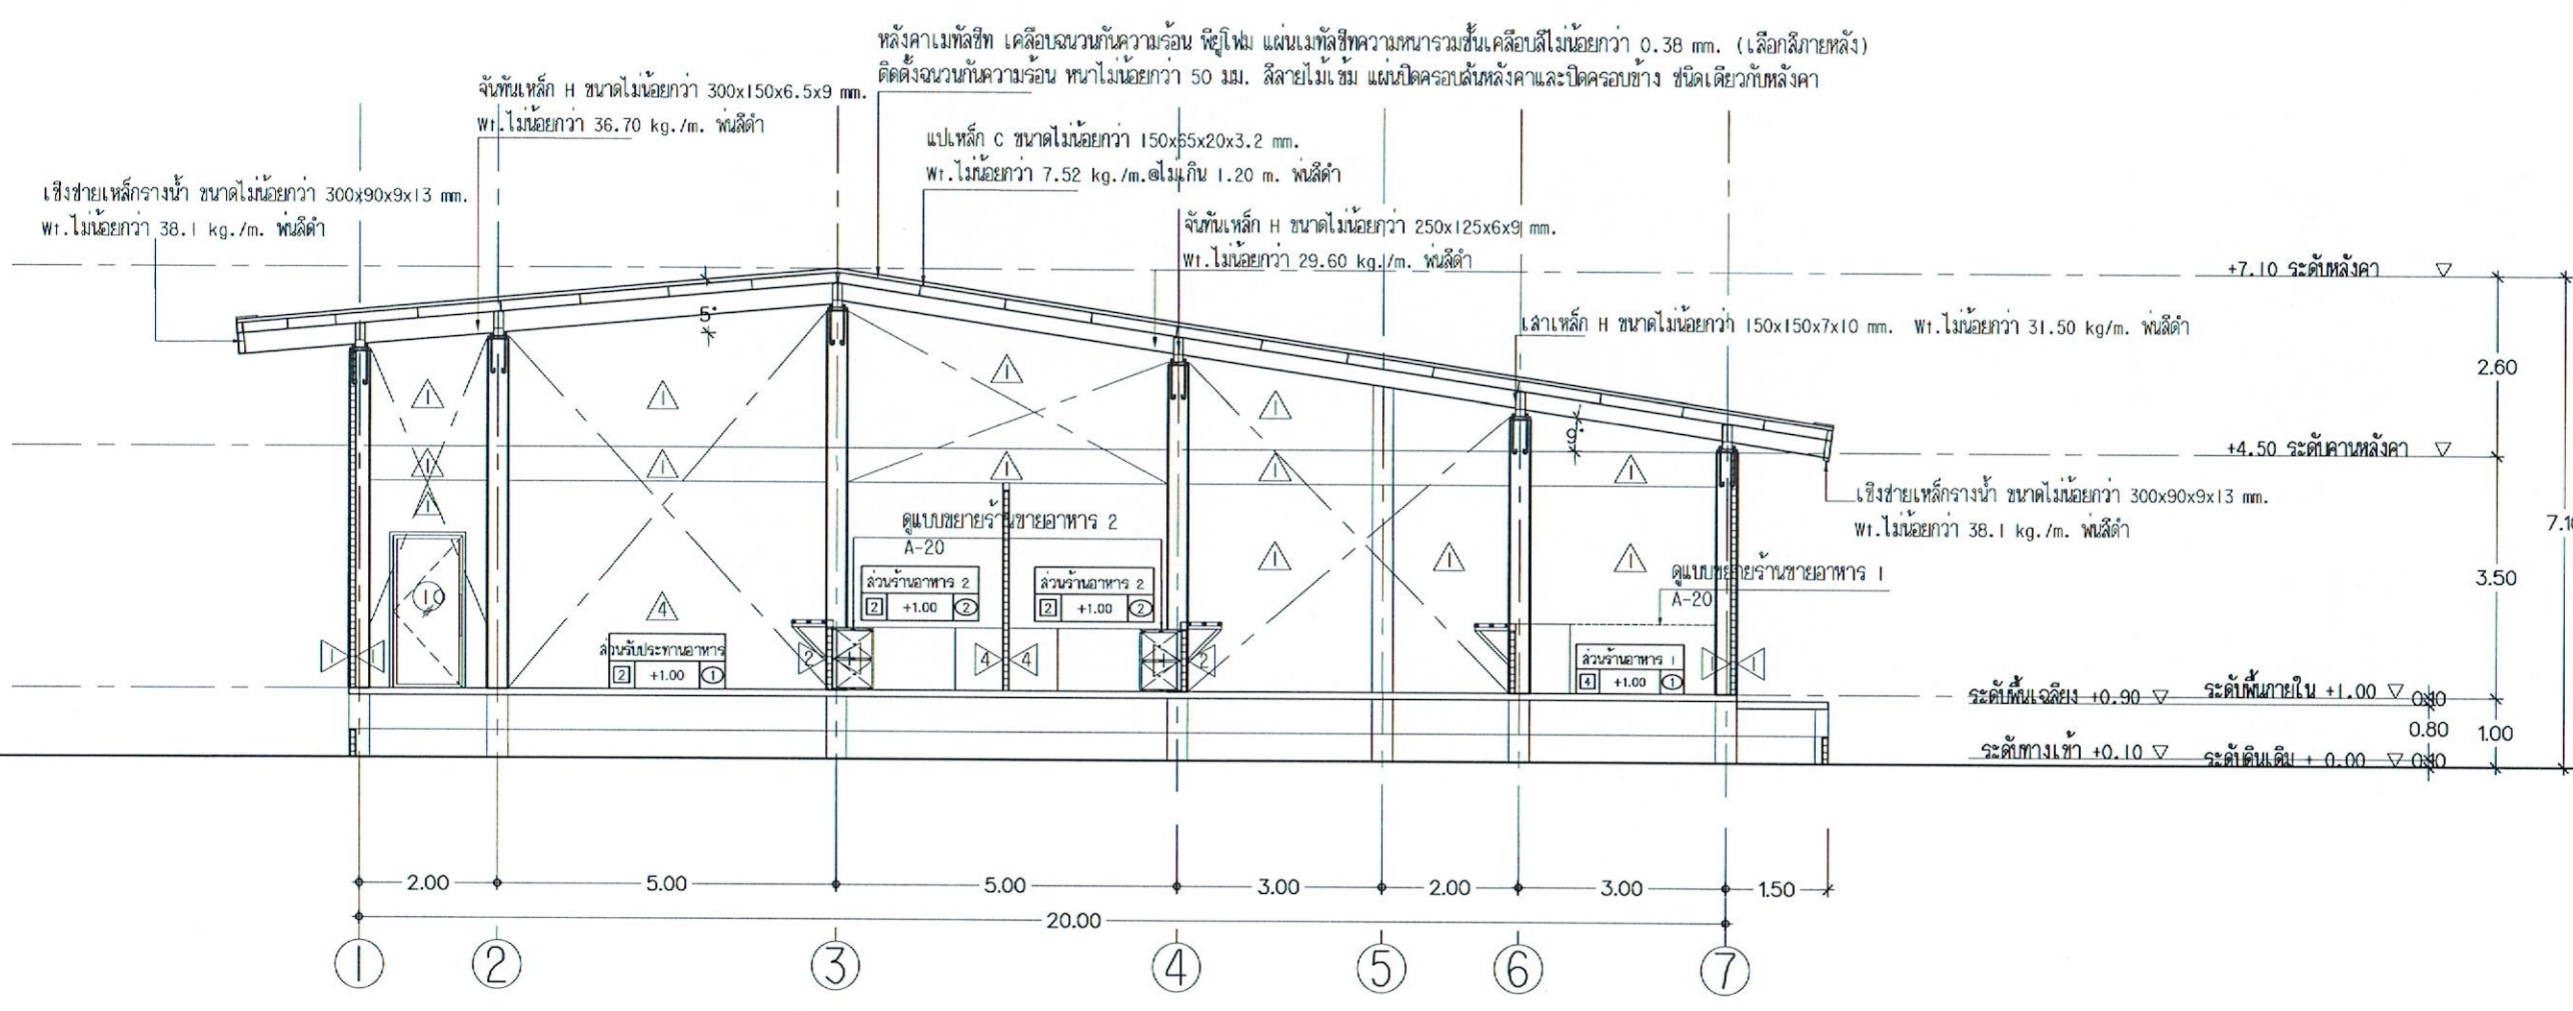 หลังคาเมทัลชีท เคลือบฉนวนกันความร้อน พียูโฟม แผ่นเมทัลชีทความหนารวมชั้นเคลือบสีไม่น้อยกว่า 0.38 mm. (เลือกสีภายหลัง)
ติดตั้งฉนวนกันความร้อน หนาไม่น้อยกว่า 50 มม. สีลายไม้เข้ม แผ่นปิดครอบสันหลังคาและปิดครอบข้าง ชนิดเดียวกับหลังคา
จันทันเหล็ก H ขนาดไม่น้อยกว่า 300x150x6.5x9 mm.
Wt.ไม่น้อยกว่า 36.70 kg./m. พ่นสีดำ
แปเหล็ก C ขนาดไม่น้อยกว่า 150x65x20x3.2 mm.
Wt.ไม่น้อยกว่า 7.52 kg./m.@ไม่เกิน 1.20 m. พ่นสีดำ
เชิงชายเหล็กรางน้ำ ขนาดไม่น้อยกว่า 300x90x9x13 mm.
Wt.ไม่น้อยกว่า 38.1 kg./m. พ่นสีดำ
จันทันเหล็ก H ขนาดไม่น้อยกว่า 250x125x6x9 mm.
Wt.ไม่น้อยกว่า 29.60 kg./m. พ่นสีดำ
+7.10 ระดับหลังคา
เสาเหล็ก H ขนาดไม่น้อยกว่า 150x150x7x10 mm. Wt.ไม่น้อยกว่า 31.50 kg/m. พ่นสีดำ
5°
2.60
1
1
1
1
9°
+4.50 ระดับคานหลังคา
1
1
1
1
1
เชิงชายเหล็กรางน้ำ ขนาดไม่น้อยกว่า 300x90x9x13 mm.
Wt.ไม่น้อยกว่า 38.1 kg./m. พ่นสีดำ
1
7.10
ดูแบบขยายร้านขายอาหาร 2
A-20
1
1
1
ดูแบบขยายร้านขายอาหาร 1
A-20
3.50
ส่วนร้านอาหาร 2
2 +1.00 2
ส่วนร้านอาหาร 2
2 +1.00 2
4
ส่วนรับประทานอาหาร
2 +1.00 1
ส่วนร้านอาหาร 1
4 +1.00 1
1 1
2
4 4
2
1 1
ระดับพื้นเฉลียง +0.90
ระดับพื้นภายใน +1.00
0.10
0.80
1.00
ระดับทางเข้า +0.10
ระดับดินเดิม + 0.00
0.10
2.00 5.00 5.00 3.00 2.00 3.00 1.50
20.00
1 2 3 4 5 6 7